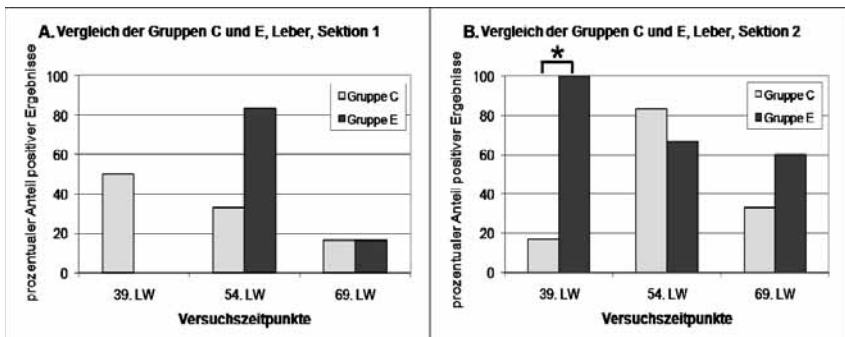 A. Vergleich der Gruppen C und E, Leber, Sektion 1
prozentualer Anteil positiver Ergebnisse
100
80
60
40
20
0
Gruppe C
Gruppe E
39. LW 54. LW 69. LW
Versuchszeitpunkte
B. Vergleich der Gruppen C und E, Leber, Sektion 2
*
prozentualer Anteil positiver Ergebnisse
100
80
60
40
20
0
Gruppe C
Gruppe E
39. LW 54. LW 69. LW
Versuchszeitpunkte